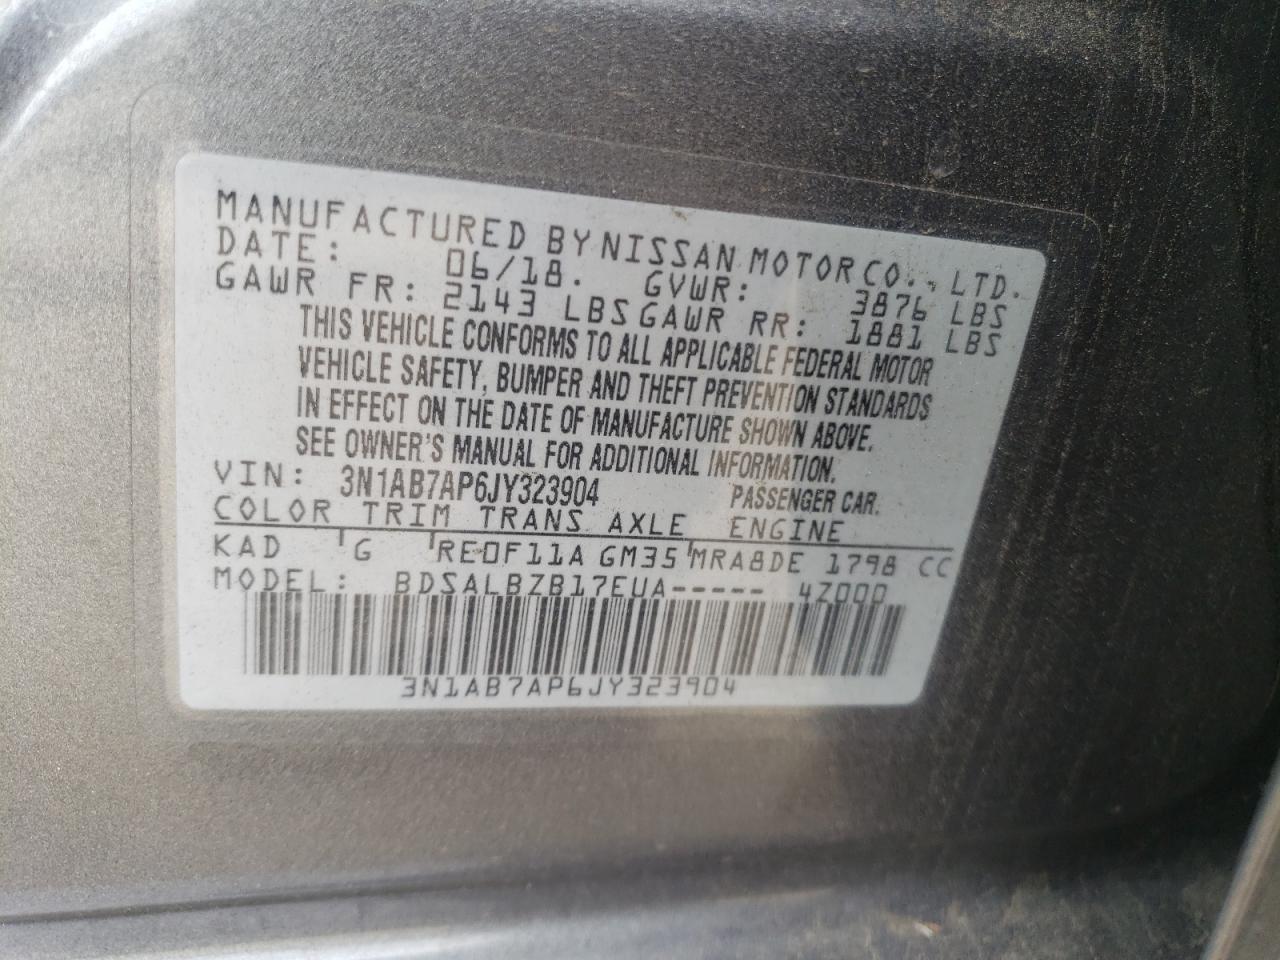 MANUFACTURED BY NISSAN MOTOR CO., LTD.
DATE: 06/18. GVWR: 3876 LBS
GAWR FR: 2143 LBS GAWR RR: 1881 LBS
THIS VEHICLE CONFORMS TO ALL APPLICABLE FEDERAL MOTOR
VEHICLE SAFETY, BUMPER AND THEFT PREVENTION STANDARDS
IN EFFECT ON THE DATE OF MANUFACTURE SHOWN ABOVE.
SEE OWNER'S MANUAL FOR ADDITIONAL INFORMATION.
VIN: 3N1AB7AP6JY323904 PASSENGER CAR.
COLOR TRIM TRANS AXLE ENGINE
KAD 'G 'RE0F11A GM35'MRA8DE 1798 CC
MODEL: BDSALBZB17EUA----- 4Z000
3N1AB7AP6JY323904